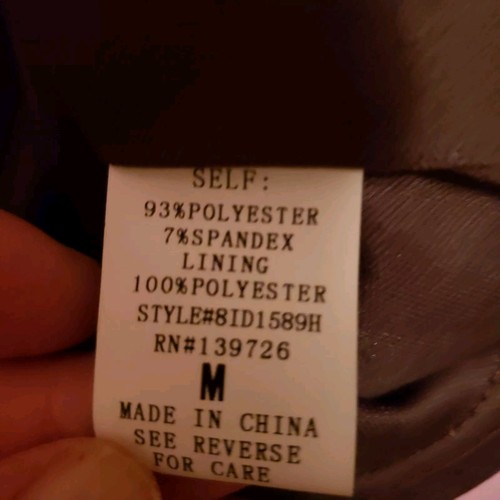 SELF:
93%POLYESTER
7%SPANDEX
LINING
100%POLYESTER
STYLE#8ID1589H
RN#139726
M
MADE IN CHINA
SEE REVERSE
FOR CARE